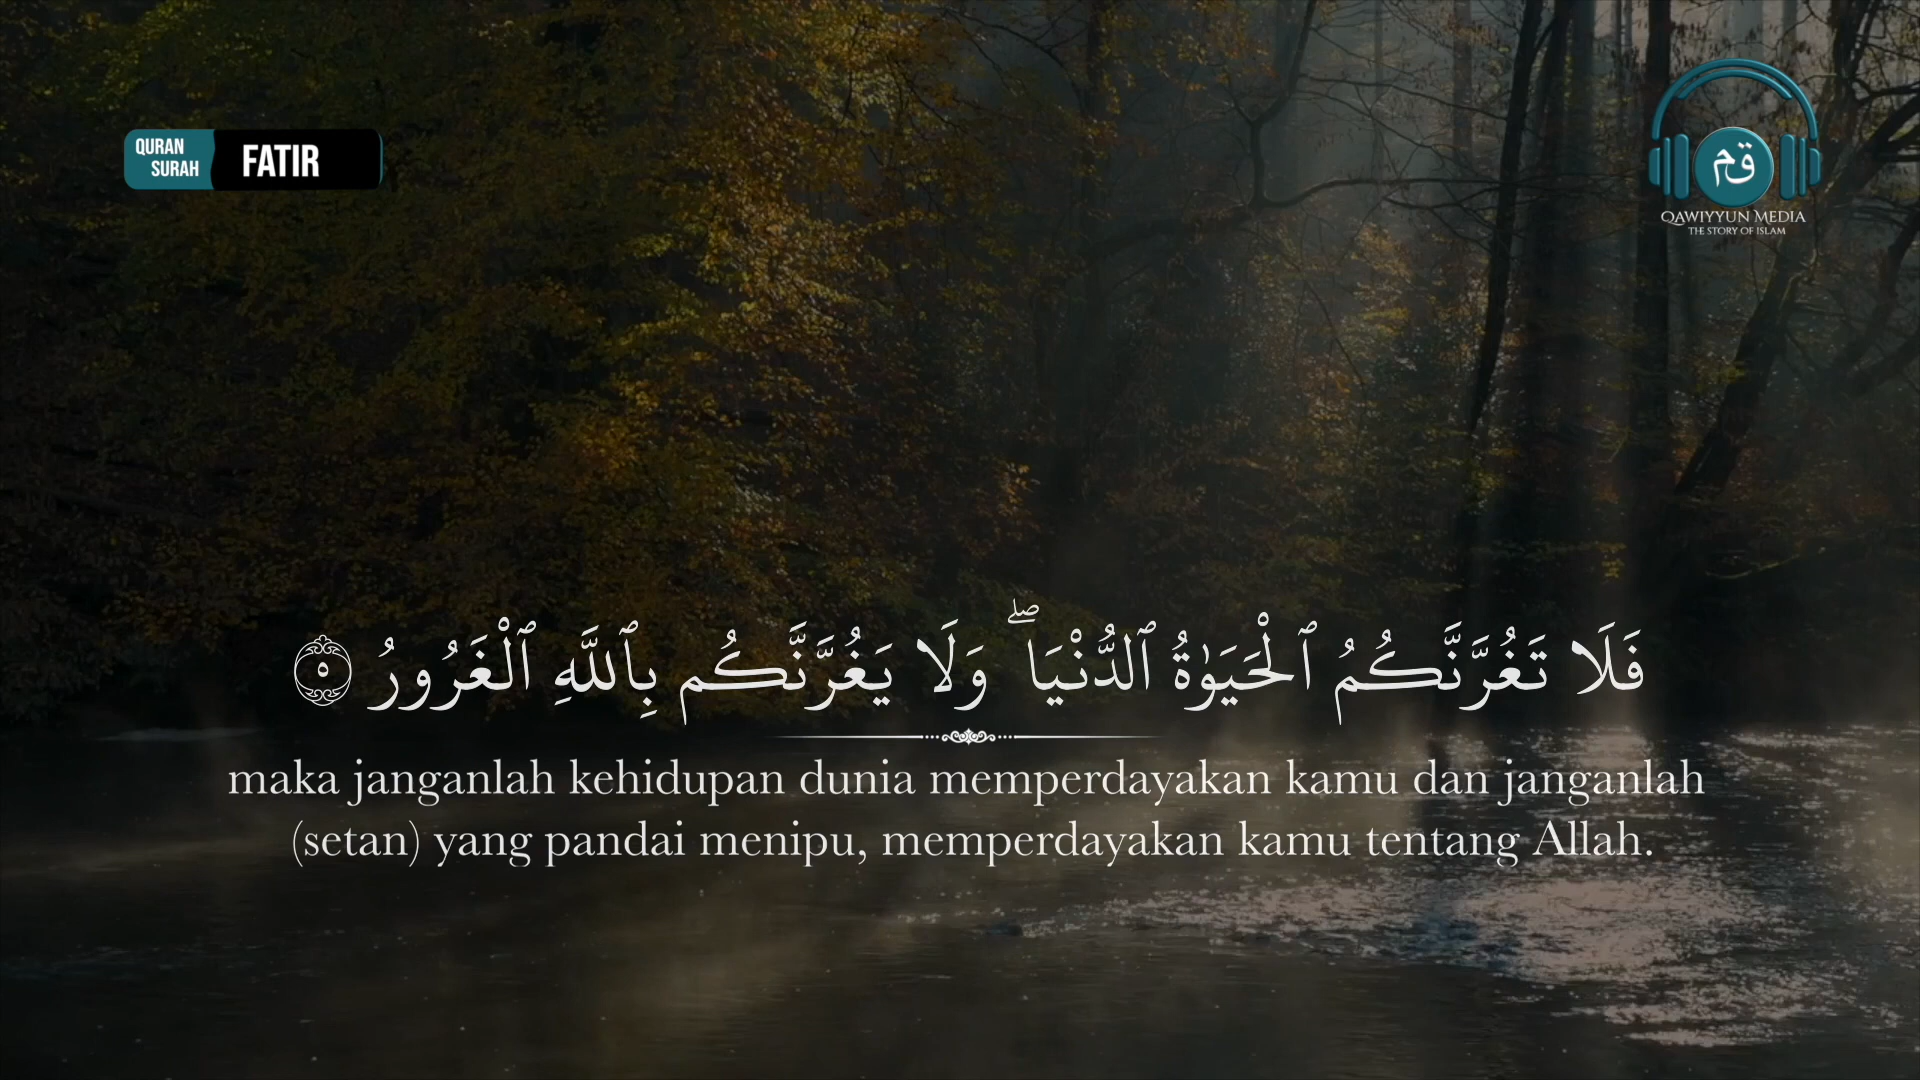 QURAN
SURAH
FATIR
قم
QAWIYYUN MEDIA
THE STORY OF ISLAM
فَلَا تَغُرَّنَّكُمُ ٱلْحَيَوٰةُ ٱلدُّنْيَا ۖ وَلَا يَغُرَّنَّكُم بِٱللَّهِ ٱلْغَرُورُ ۝٥
maka janganlah kehidupan dunia memperdayakan kamu dan janganlah
(setan) yang pandai menipu, memperdayakan kamu tentang Allah.